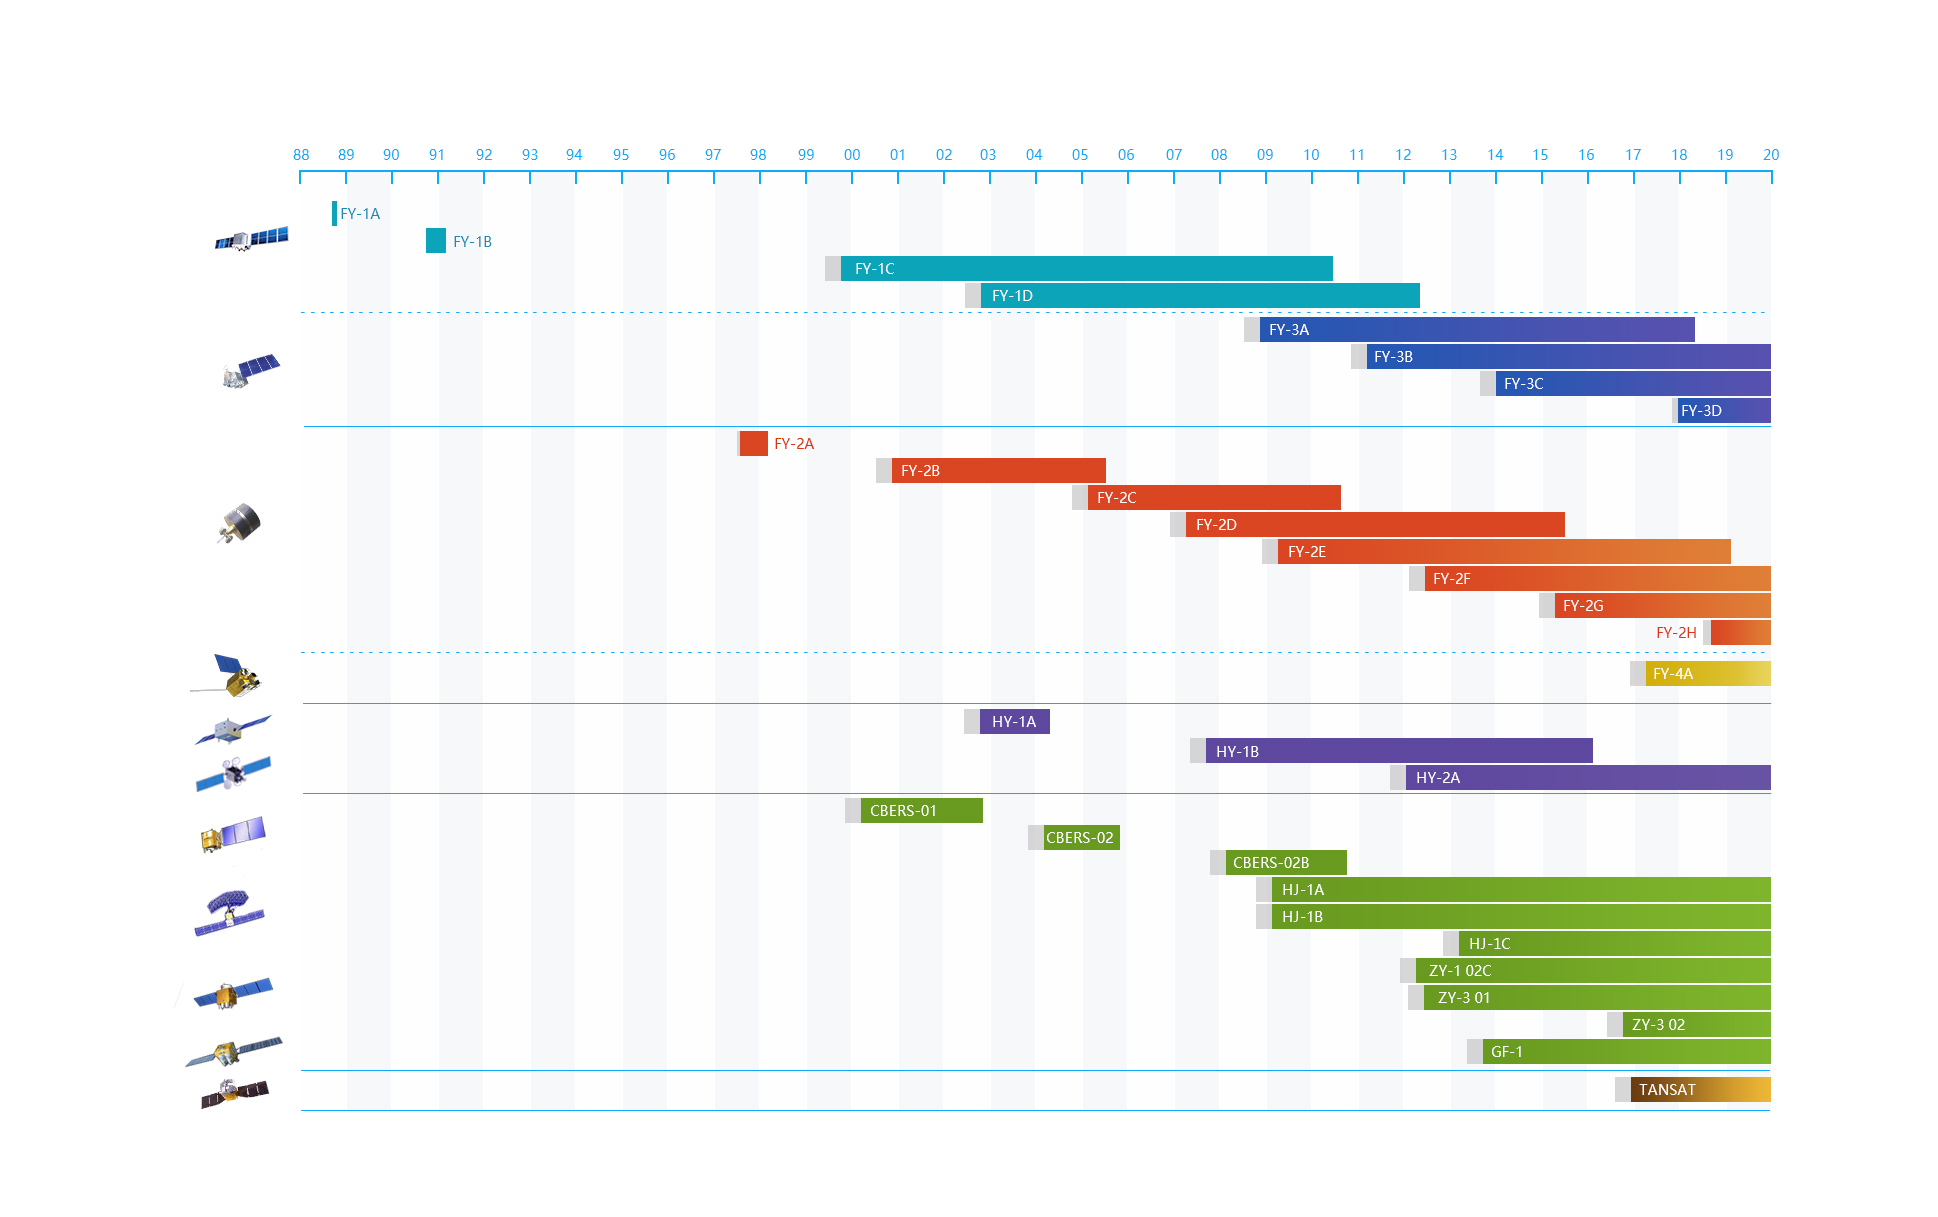 88 89 90 91 92 93 94 95 96 97 98 99 00 01 02 03 04 05 06 07 08 09 10 11 12 13 14 15 16 17 18 19 20
FY-1A
FY-1B
FY-1C
FY-1D
FY-3A
FY-3B
FY-3C
FY-3D
FY-2A
FY-2B
FY-2C
FY-2D
FY-2E
FY-2F
FY-2G
FY-2H
FY-4A
HY-1A
HY-1B
HY-2A
CBERS-01
CBERS-02
CBERS-02B
HJ-1A
HJ-1B
HJ-1C
ZY-1 02C
ZY-3 01
ZY-3 02
GF-1
TANSAT